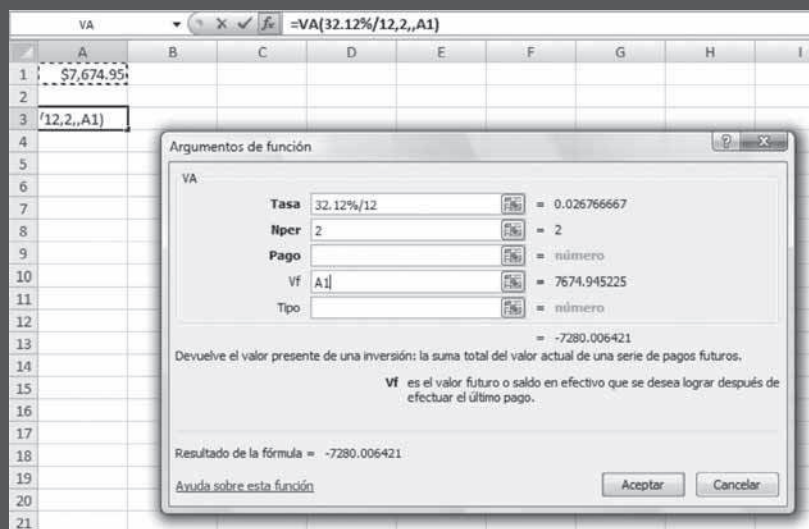 VA =VA(32.12%/12,2,,A1)
A B C D E F G H I
1 $7,674.95
2
3 /12,2,,A1)
4
5
6
7
8
9
10
11
12
13
14
15
16
17
18
19
20
21
Argumentos de función
VA
Tasa 32.12%/12 = 0.026766667
Nper 2 = 2
Pago = número
Vf A1 = 7674.945225
Tipo = número
= -7280.006421
Devuelve el valor presente de una inversión: la suma total del valor actual de una serie de pagos futuros.
Vf es el valor futuro o saldo en efectivo que se desea lograr después de
efectuar el último pago.
Resultado de la fórmula = -7280.006421
Ayuda sobre esta función Aceptar Cancelar